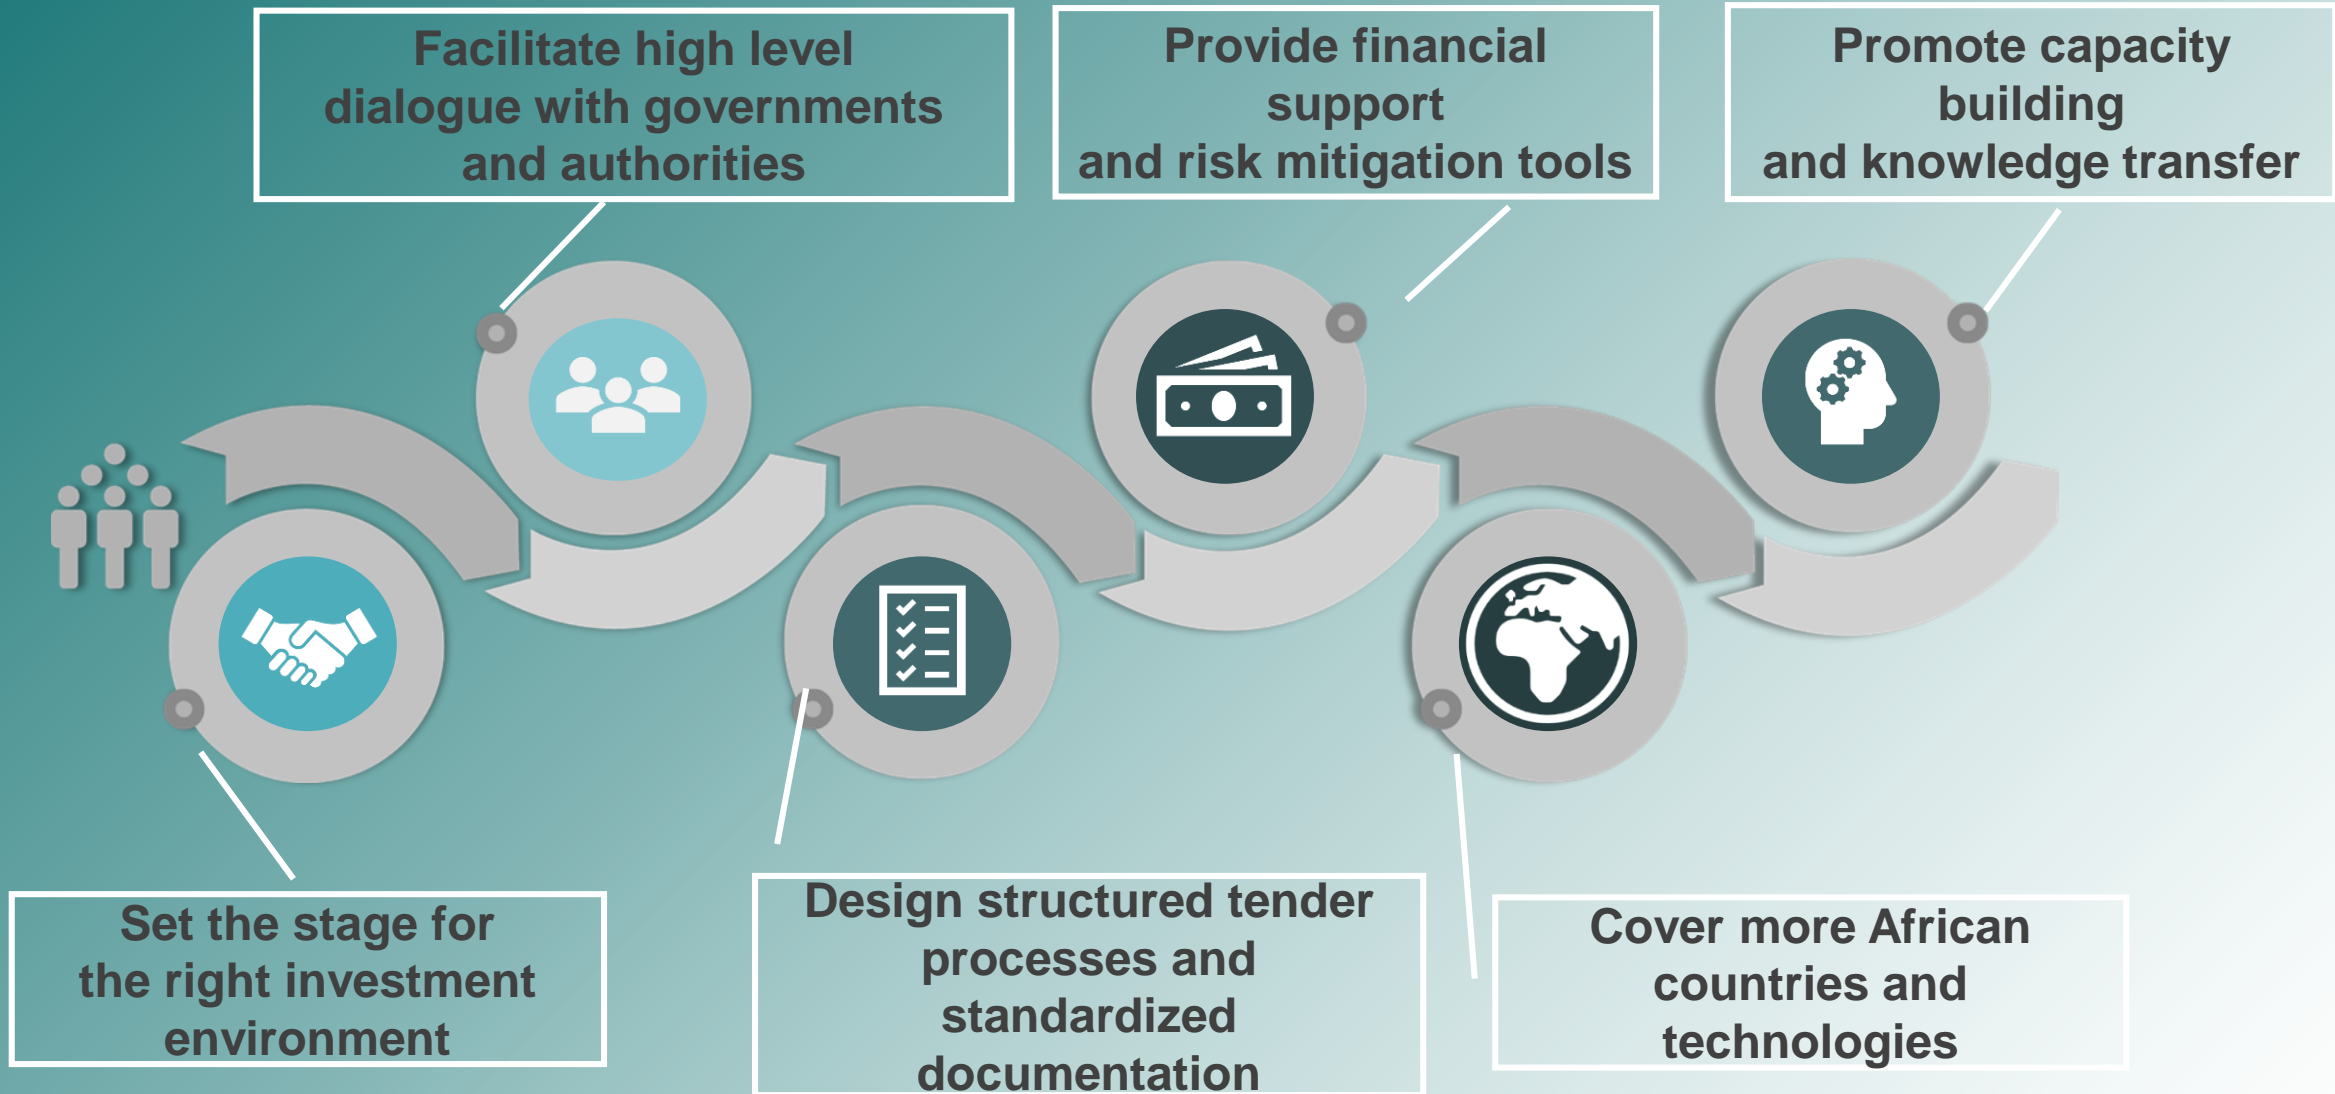 Facilitate high level
dialogue with governments
and authorities
Provide financial
support
and risk mitigation tools
Promote capacity
building
and knowledge transfer
Set the stage for
the right investment
environment
Design structured tender
processes and
standardized
documentation
Cover more African
countries and
technologies